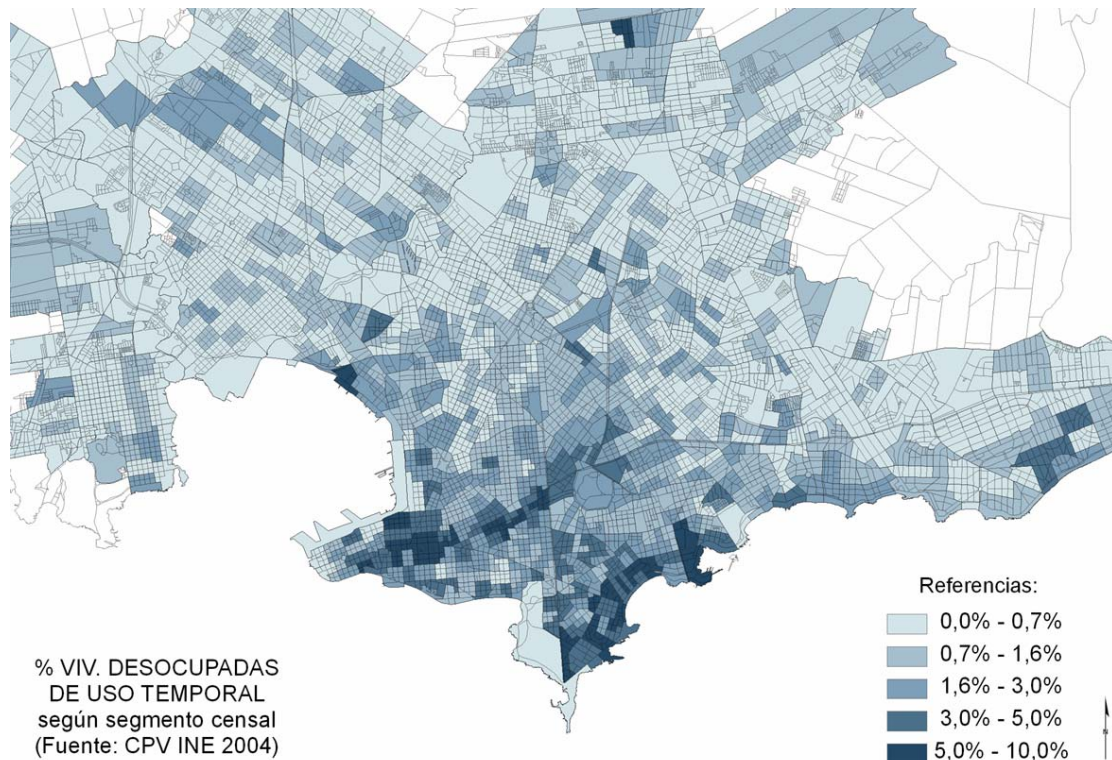 % VIV. DESOCUPADAS
DE USO TEMPORAL
según segmento censal
(Fuente: CPV INE 2004)
Referencias:
0,0% - 0,7%
0,7% - 1,6%
1,6% - 3,0%
3,0% - 5,0%
5,0% - 10,0%
N